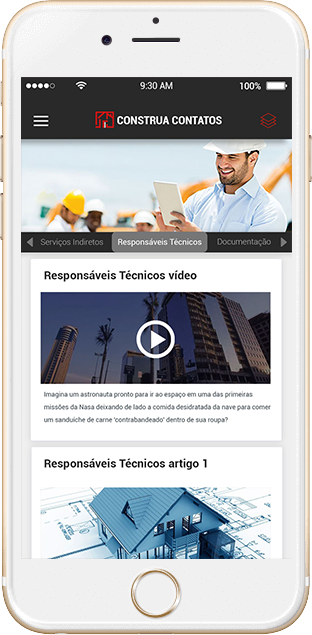 9:30 AM
100%
CONSTRUA CONTATOS
Serviços Indiretos
Responsáveis Técnicos
Documentação
Responsáveis Técnicos vídeo
Imagina um astronauta pronto para ir ao espaço em uma das primeiras
missões da Nasa deixando de lado a comida desidratada da nave para comer
um sanduíche de carne 'contrabandeado' dentro de sua roupa?
Responsáveis Técnicos artigo 1